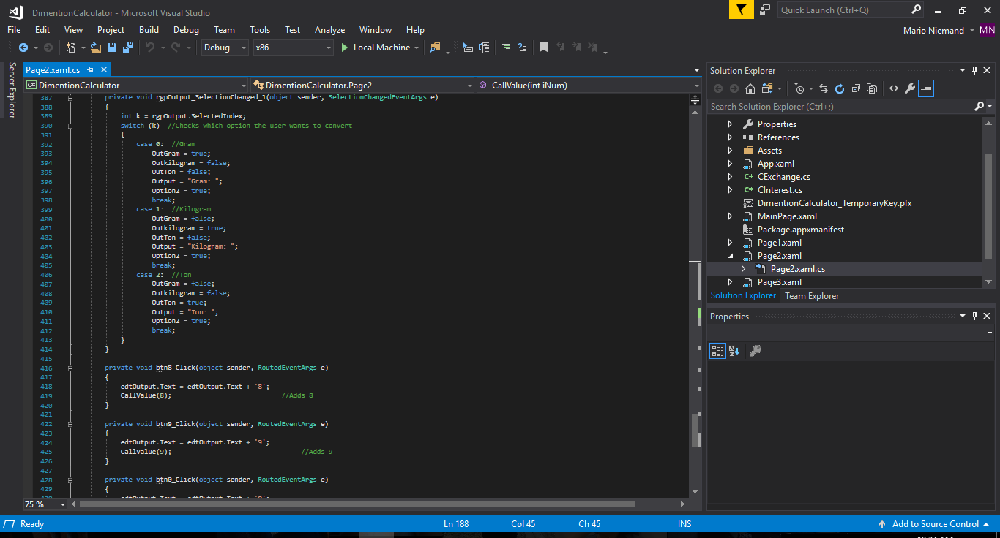 DimentionCalculator - Microsoft Visual Studio
Quick Launch (Ctrl+Q)
File Edit View Project Build Debug Team Tools Test Analyze Window Help
Mario Niemand MN
Debug x86 Local Machine
Server Explorer
Page2.xaml.cs
C# DimentionCalculator DimentionCalculator.Page2 CallValue(int iNum)
387 private void rgpOutput_SelectionChanged_1(object sender, SelectionChangedEventArgs e)
388 {
389 int k = rgpOutput.SelectedIndex;
390 switch (k) //Checks which option the user wants to convert
391 {
392 case 0: //Gram
393 OutGram = true;
394 Outkilogram = false;
395 OutTon = false;
396 Output = "Gram: ";
397 Option2 = true;
398 break;
399 case 1: //Kilogram
400 OutGram = false;
401 Outkilogram = true;
402 OutTon = false;
403 Output = "Kilogram: ";
404 Option2 = true;
405 break;
406 case 2: //Ton
407 OutGram = false;
408 Outkilogram = false;
409 OutTon = true;
410 Output = "Ton: ";
411 Option2 = true;
412 break;
413 }
414 }
415
416 private void btn8_Click(object sender, RoutedEventArgs e)
417 {
418 edtOutput.Text = edtOutput.Text + '8';
419 CallValue(8); //Adds 8
420 }
421
422 private void btn9_Click(object sender, RoutedEventArgs e)
423 {
424 edtOutput.Text = edtOutput.Text + '9';
425 CallValue(9); //Adds 9
426 }
427
428 private void btn0_Click(object sender, RoutedEventArgs e)
429 {
75 %
Solution Explorer
Search Solution Explorer (Ctrl+;)
Properties
References
Assets
App.xaml
C# CExchange.cs
C# CInterest.cs
DimentionCalculator_TemporaryKey.pfx
MainPage.xaml
Package.appxmanifest
Page1.xaml
Page2.xaml
Page2.xaml.cs
Page3.xaml
Solution Explorer Team Explorer
Properties
Ready Ln 188 Col 45 Ch 45 INS Add to Source Control